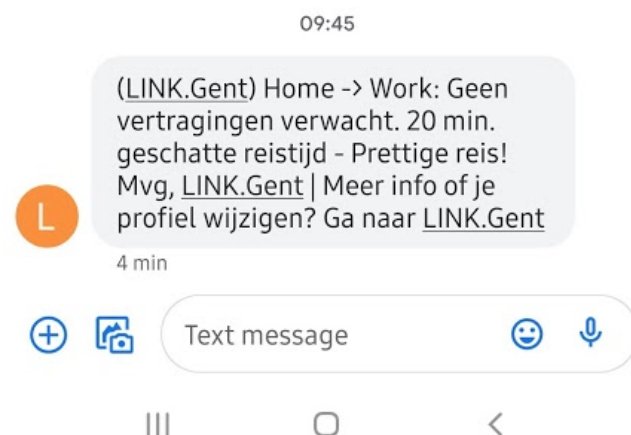 09:45
(LINK.Gent) Home -> Work: Geen
vertragingen verwacht. 20 min.
geschatte reistijd - Prettige reis!
Mvg, LINK.Gent | Meer info of je
profiel wijzigen? Ga naar LINK.Gent
L
4 min
Text message